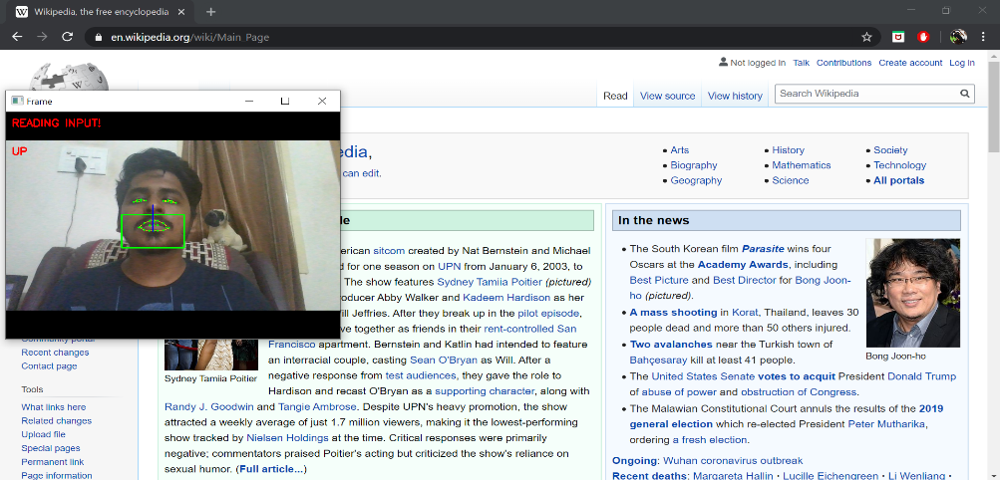 Wikipedia, the free encyclopedia
en.wikipedia.org/wiki/Main_Page
Not logged in Talk Contributions Create account Log in
Read View source View history Search Wikipedia
Frame
READING INPUT!
UP
edia,
can edit.
Arts
Biography
Geography
History
Mathematics
Science
Society
Technology
All portals
Community portal
Recent changes
Contact page
Tools
What links here
Related changes
Upload file
Special pages
Permanent link
Page information
le
erican sitcom created by Nat Bernstein and Michael
d for one season on UPN from January 6, 2003, to
The show features Sydney Tamiia Poitier (pictured)
oducer Abby Walker and Kadeem Hardison as her
ill Jeffries. After they break up in the pilot episode,
ve together as friends in their rent-controlled San
Francisco apartment. Bernstein and Katlin had intended to feature
an interracial couple, casting Sean O'Bryan as Will. After a
negative response from test audiences, they gave the role to
Hardison and recast O'Bryan as a supporting character, along with
Sydney Tamiia Poitier
Randy J. Goodwin and Tangie Ambrose. Despite UPN's heavy promotion, the show
attracted a weekly average of just 1.7 million viewers, making it the lowest-performing
show tracked by Nielsen Holdings at the time. Critical responses were primarily
negative; commentators praised Poitier's acting but criticized the show's reliance on
sexual humor. (Full article...)
In the news
The South Korean film Parasite wins four
Oscars at the Academy Awards, including
Best Picture and Best Director for Bong Joon-
ho (pictured).
A mass shooting in Korat, Thailand, leaves 30
people dead and more than 50 others injured.
Two avalanches near the Turkish town of
Bahçesaray kill at least 41 people.
Bong Joon-ho
The United States Senate votes to acquit President Donald Trump
of abuse of power and obstruction of Congress.
The Malawian Constitutional Court annuls the results of the 2019
general election which re-elected President Peter Mutharika,
ordering a fresh election.
Ongoing: Wuhan coronavirus outbreak
Recent deaths: Margareta Hallin · Lucille Eichengreen · Li Wenliang ·